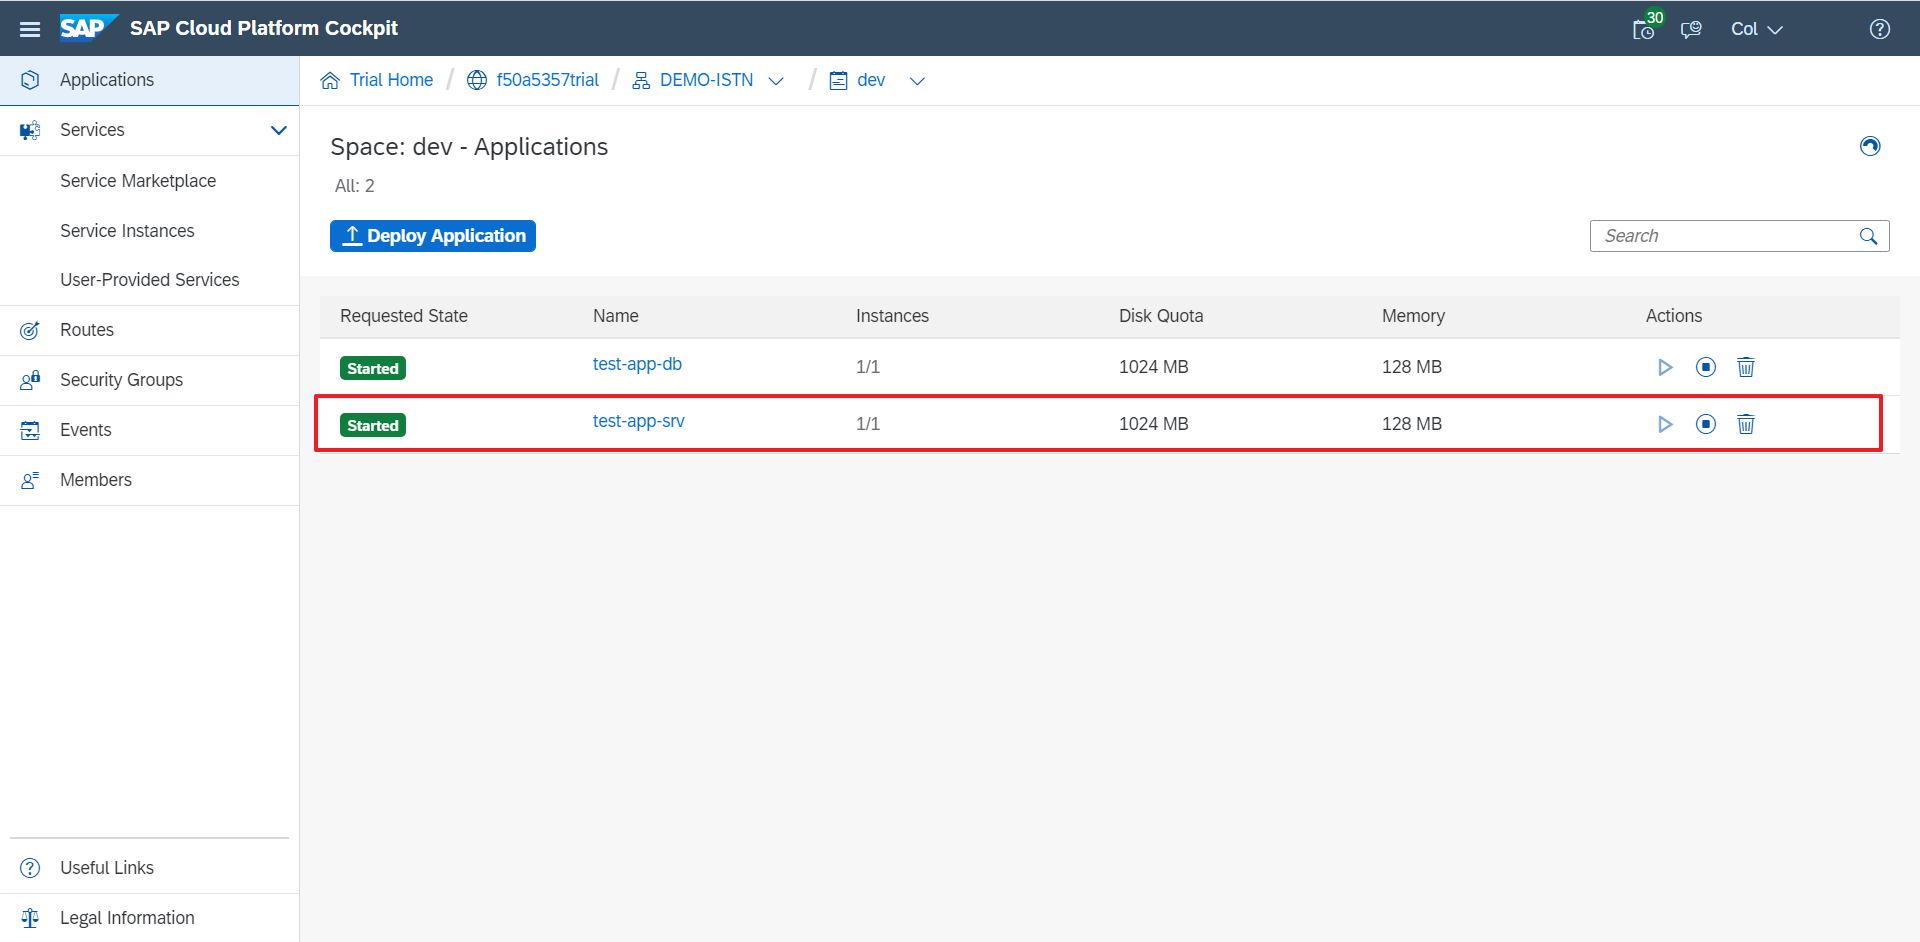 SAP SAP Cloud Platform Cockpit 30 Col
Applications
Services
Service Marketplace
Service Instances
User-Provided Services
Routes
Security Groups
Events
Members
Useful Links
Legal Information
Trial Home / f50a5357trial / DEMO-ISTN / dev
Space: dev - Applications
All: 2
Deploy Application
Search
Requested State Name Instances Disk Quota Memory Actions
Started test-app-db 1/1 1024 MB 128 MB
Started test-app-srv 1/1 1024 MB 128 MB